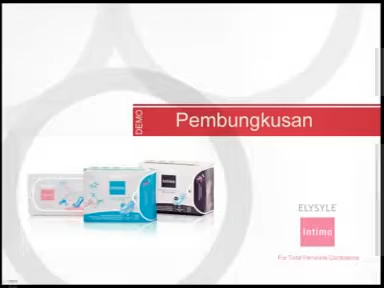 DEMO
Pembungkusan
ELYSYLE
Intimo
For Total Feminine Confidence